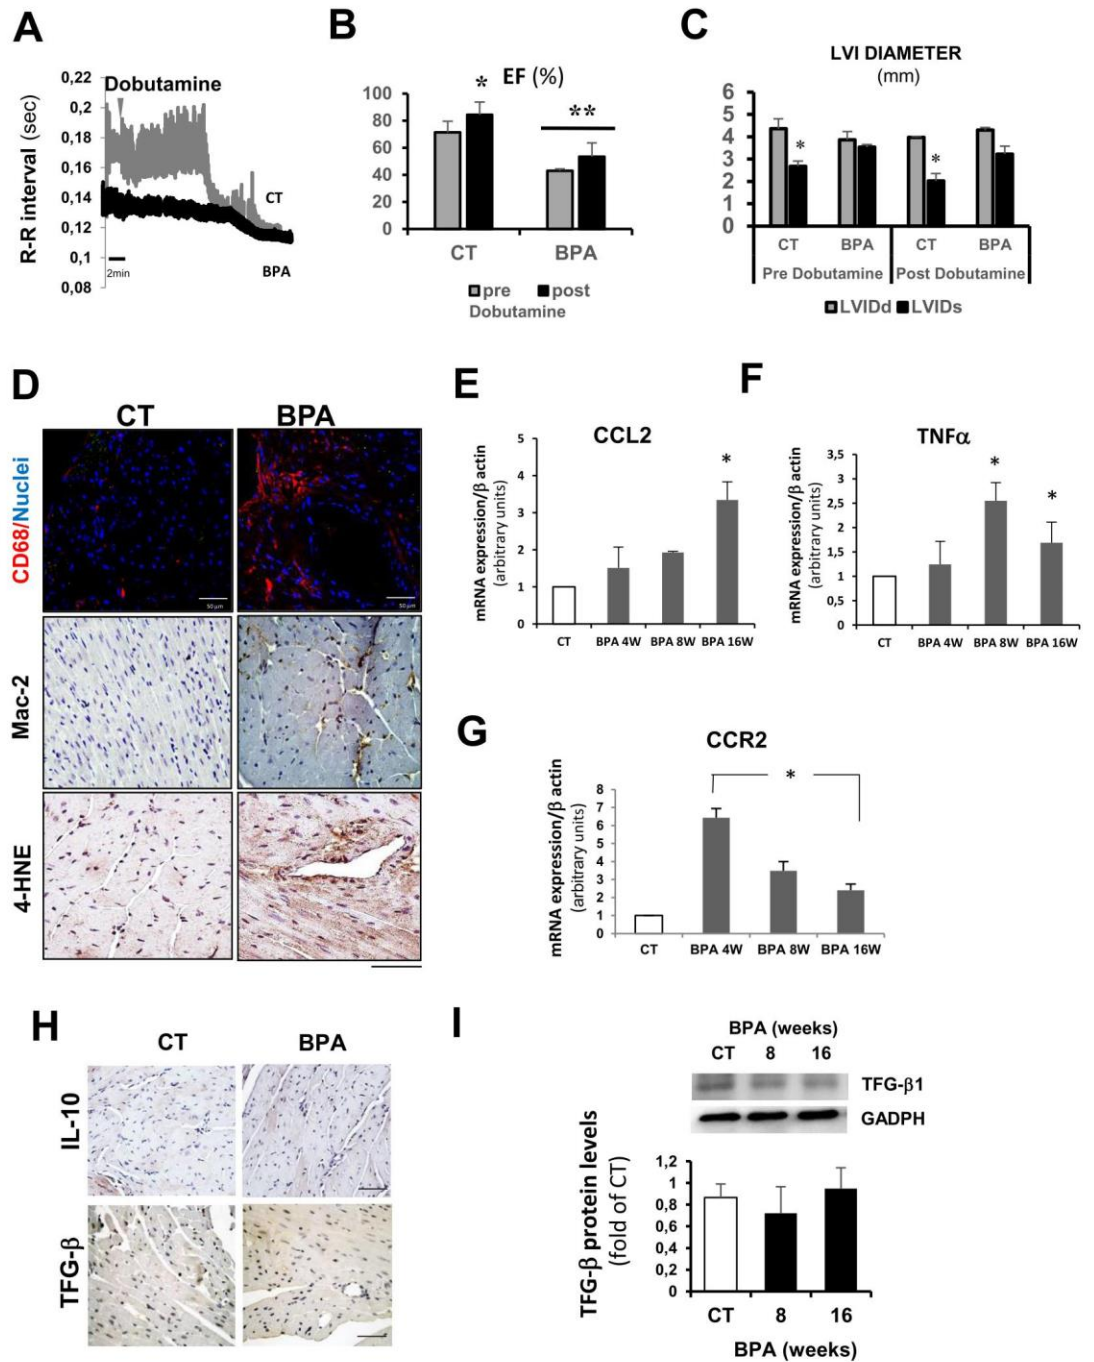 A
0,22
0,2
0,18
0,16
0,14
0,12
0,1
0,08
R-R interval (sec)
Dobutamine
CT
BPA
2min
B
EF (%)
100
80
60
40
20
0
*
**
CT BPA
pre post
Dobutamine
C
LVI DIAMETER
(mm)
6
5
4
3
2
1
0
*
*
CT BPA CT BPA
Pre Dobutamine Post Dobutamine
LVIDd LVIDs
D
CT BPA
CD68/Nuclei
50 µm
50 µm
Mac-2
4-HNE
E
CCL2
mRNA expression/β actin
(arbitrary units)
5
4
3
2
1
0
*
CT BPA 4W BPA 8W BPA 16W
F
TNFα
mRNA expression/β actin
(arbitrary units)
3,5
3
2,5
2
1,5
1
0,5
0
*
*
CT BPA 4W BPA 8W BPA 16W
G
CCR2
mRNA expression/β actin
(arbitrary units)
8
7
6
5
4
3
2
1
0
*
CT BPA 4W BPA 8W BPA 16W
H
CT BPA
IL-10
TFG-β
I
BPA (weeks)
CT 8 16
TFG-β1
GADPH
TFG-β protein levels
(fold of CT)
1,2
1
0,8
0,6
0,4
0,2
0
CT 8 16
BPA (weeks)